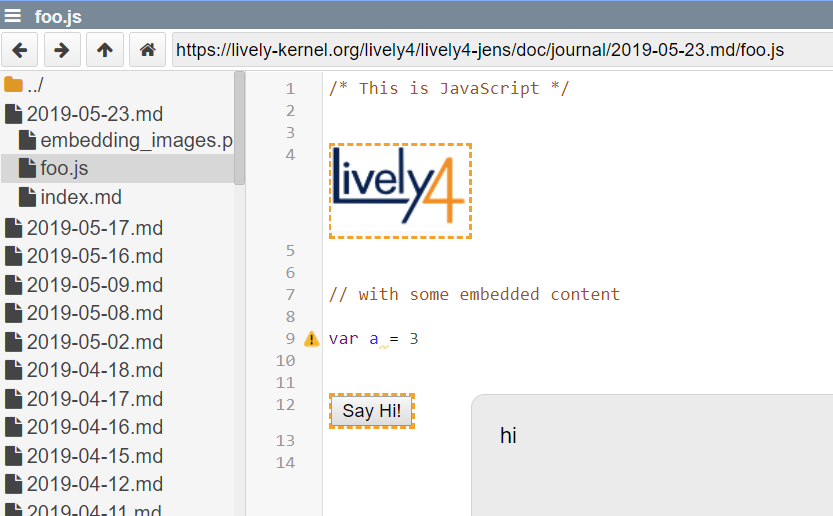 foo.js
https://lively-kernel.org/lively4/lively4-jens/doc/journal/2019-05-23.md/foo.js
../
2019-05-23.md
embedding_images.p
foo.js
index.md
2019-05-17.md
2019-05-16.md
2019-05-09.md
2019-05-08.md
2019-05-02.md
2019-04-18.md
2019-04-17.md
2019-04-16.md
2019-04-15.md
2019-04-12.md
2019-04-11.md
1 /* This is JavaScript */
2
3
4 Lively4
5
6
7 // with some embedded content
8
9 var a = 3
10
11
12 Say Hi!
13
14
hi